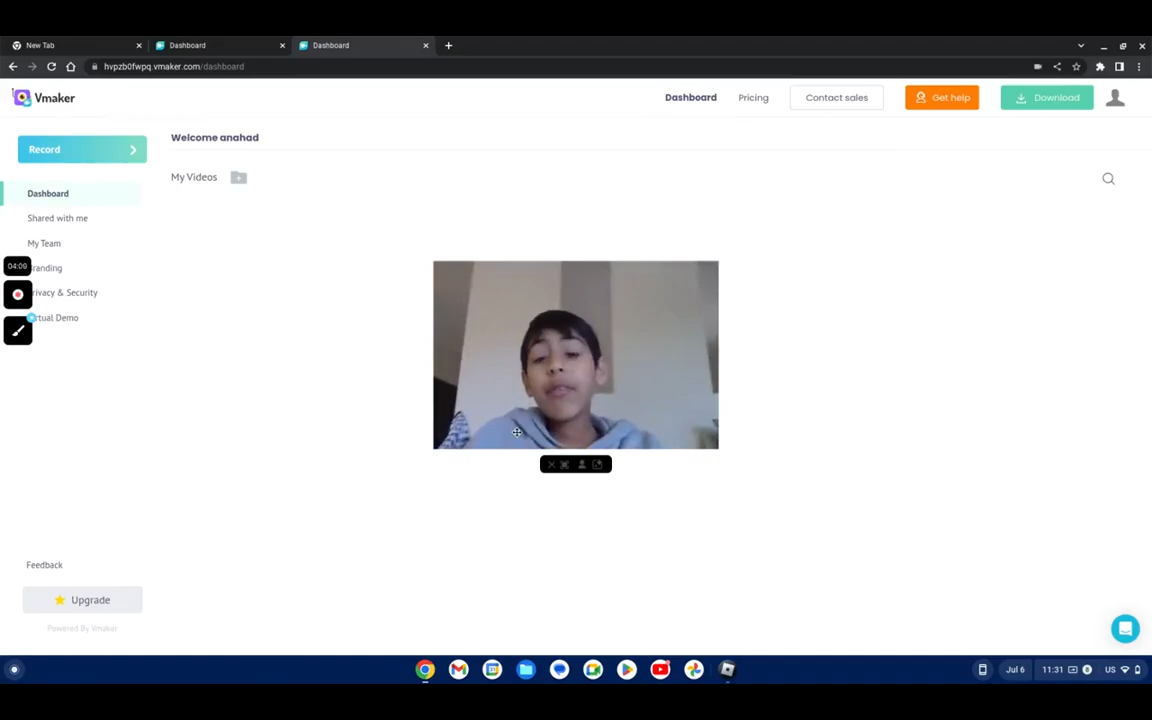 New Tab
Dashboard
Dashboard
hvpzb0fwpq.vmaker.com/dashboard
Vmaker
Dashboard
Pricing
Contact sales
Get help
Download
Record
Welcome anahad
My Videos
Dashboard
Shared with me
My Team
04:09
randing
rivacy & Security
rtual Demo
Feedback
Upgrade
Powered By Vmaker
Jul 6
11:31
US